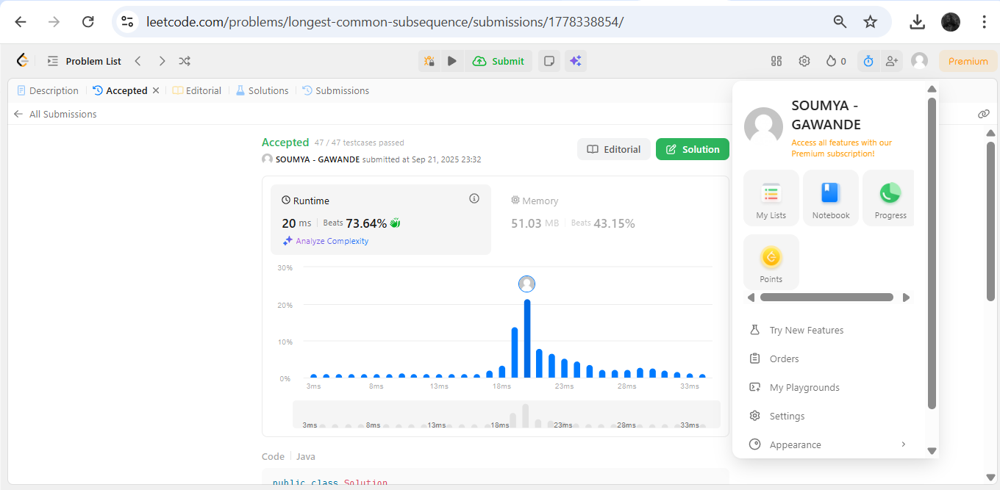 leetcode.com/problems/longest-common-subsequence/submissions/1778338854/
Problem List
Submit
0
Premium
Description
Accepted
Editorial
Solutions
Submissions
All Submissions
Accepted 47 / 47 testcases passed
SOUMYA - GAWANDE submitted at Sep 21, 2025 23:32
Editorial
Solution
Runtime
20 ms | Beats 73.64%
Analyze Complexity
Memory
51.03 MB | Beats 43.15%
30%
20%
10%
0%
3ms 8ms 13ms 18ms 23ms 28ms 33ms
3ms 8ms 13ms 18ms 23ms 28ms 33ms
Code | Java
public class Solution
SOUMYA -
GAWANDE
Access all features with our
Premium subscription!
My Lists
Notebook
Progress
Points
Try New Features
Orders
My Playgrounds
Settings
Appearance